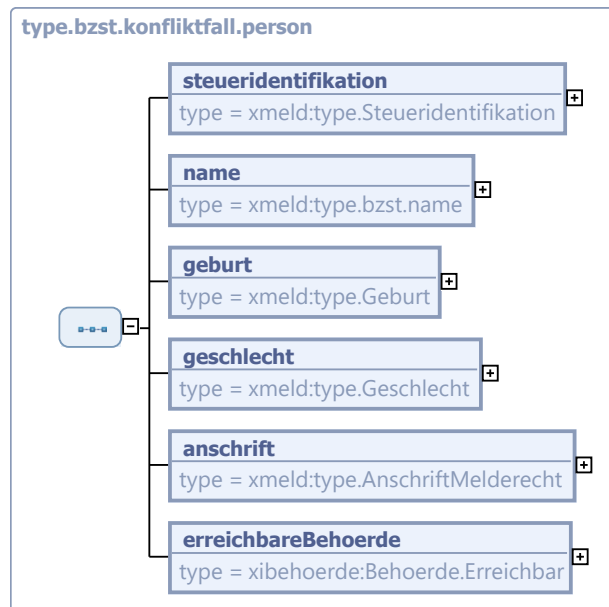 type.bzst.konfliktfall.person
steueridentifikation
type = xmeld:type.Steueridentifikation
name
type = xmeld:type.bzst.name
geburt
type = xmeld:type.Geburt
geschlecht
type = xmeld:type.Geschlecht
anschrift
type = xmeld:type.AnschriftMelderecht
erreichbareBehoerde
type = xibehoerde:Behoerde.Erreichbar